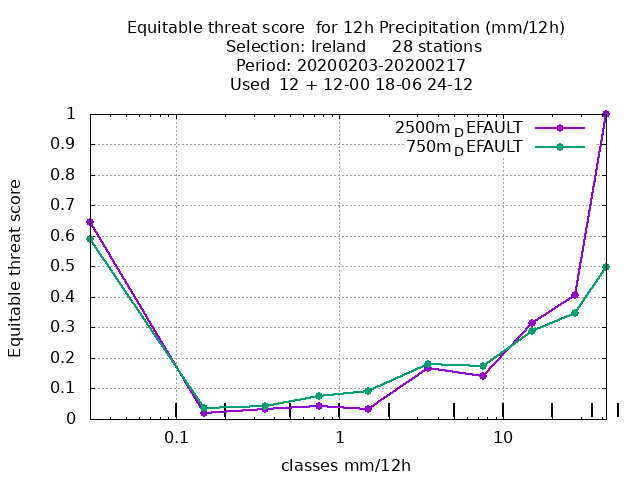 Equitable threat score  for 12h Precipitation (mm/12h)
Selection: Ireland     28 stations
Period: 20200203-20200217
Used  12 + 12-00 18-06 24-12
2500m_DEFAULT
750m_DEFAULT
1
0.9
0.8
0.7
0.6
0.5
0.4
0.3
0.2
0.1
0
Equitable threat score
0.1 1 10
classes mm/12h